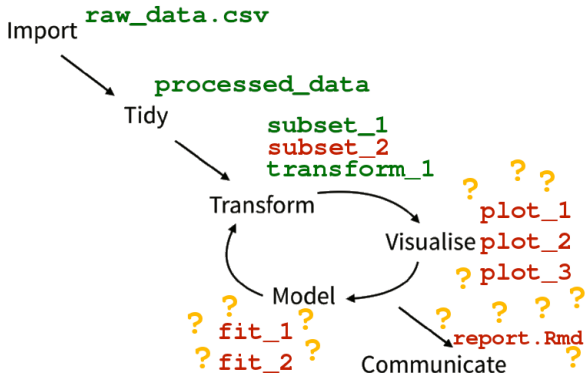 Import raw_data.csv
processed_data
Tidy
subset_1
subset_2
transform_1
Transform
? ? ? ?
plot_1
Visualise plot_2
plot_3
? ?
Model
? ? ?
fit_1
? ? ? ?
report.Rmd
fit_2
? ? ?
Communicate